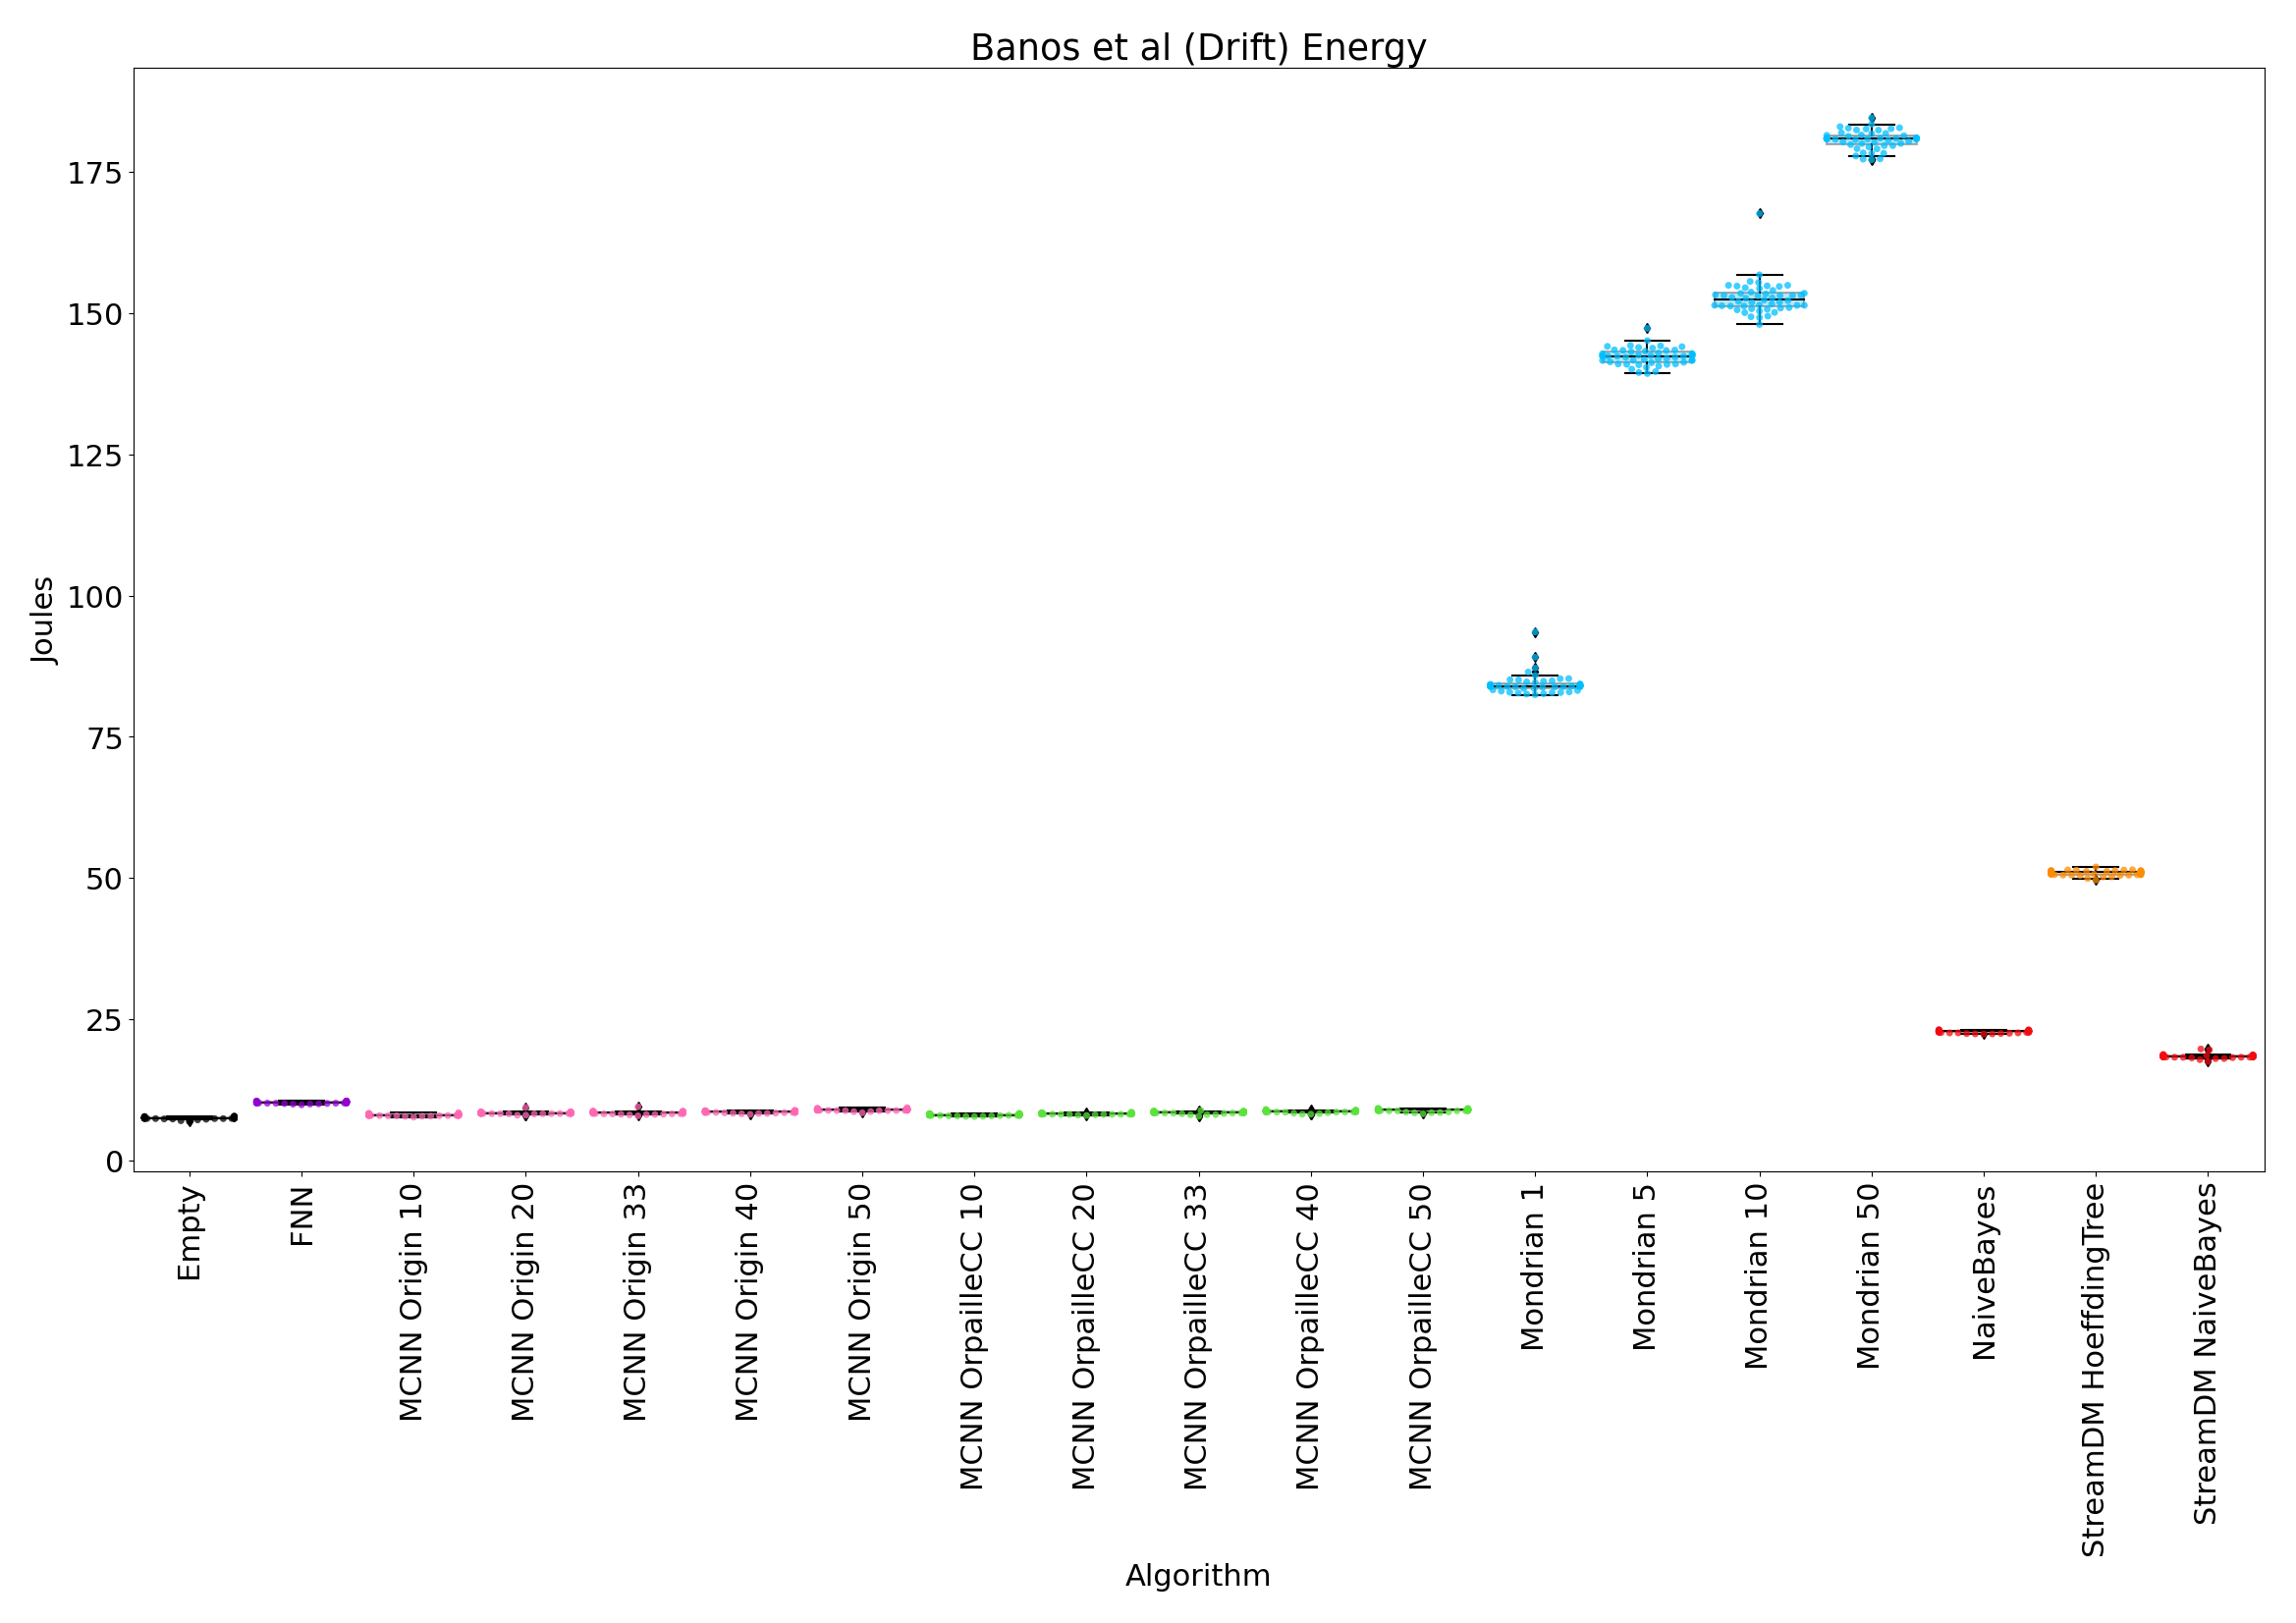 Banos et al (Drift) Energy
Joules
175
150
125
100
75
50
25
0
Empty
FNN
MCNN Origin 10
MCNN Origin 20
MCNN Origin 33
MCNN Origin 40
MCNN Origin 50
MCNN OrpailleCC 10
MCNN OrpailleCC 20
MCNN OrpailleCC 33
MCNN OrpailleCC 40
MCNN OrpailleCC 50
Mondrian 1
Mondrian 5
Mondrian 10
Mondrian 50
NaiveBayes
StreamDM HoeffdingTree
StreamDM NaiveBayes
Algorithm